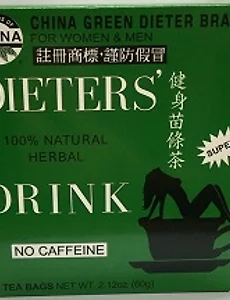 CHINA GREEN DIETER
FOR WOMEN & MEN
註冊商標‧謹防假冒
DIETERS'
健身苗條茶
100% NATURAL
HERBAL
SUPER
DRINK
NO CAFFEINE
TEA BAGS NET WT. 2.12oz. (60g)